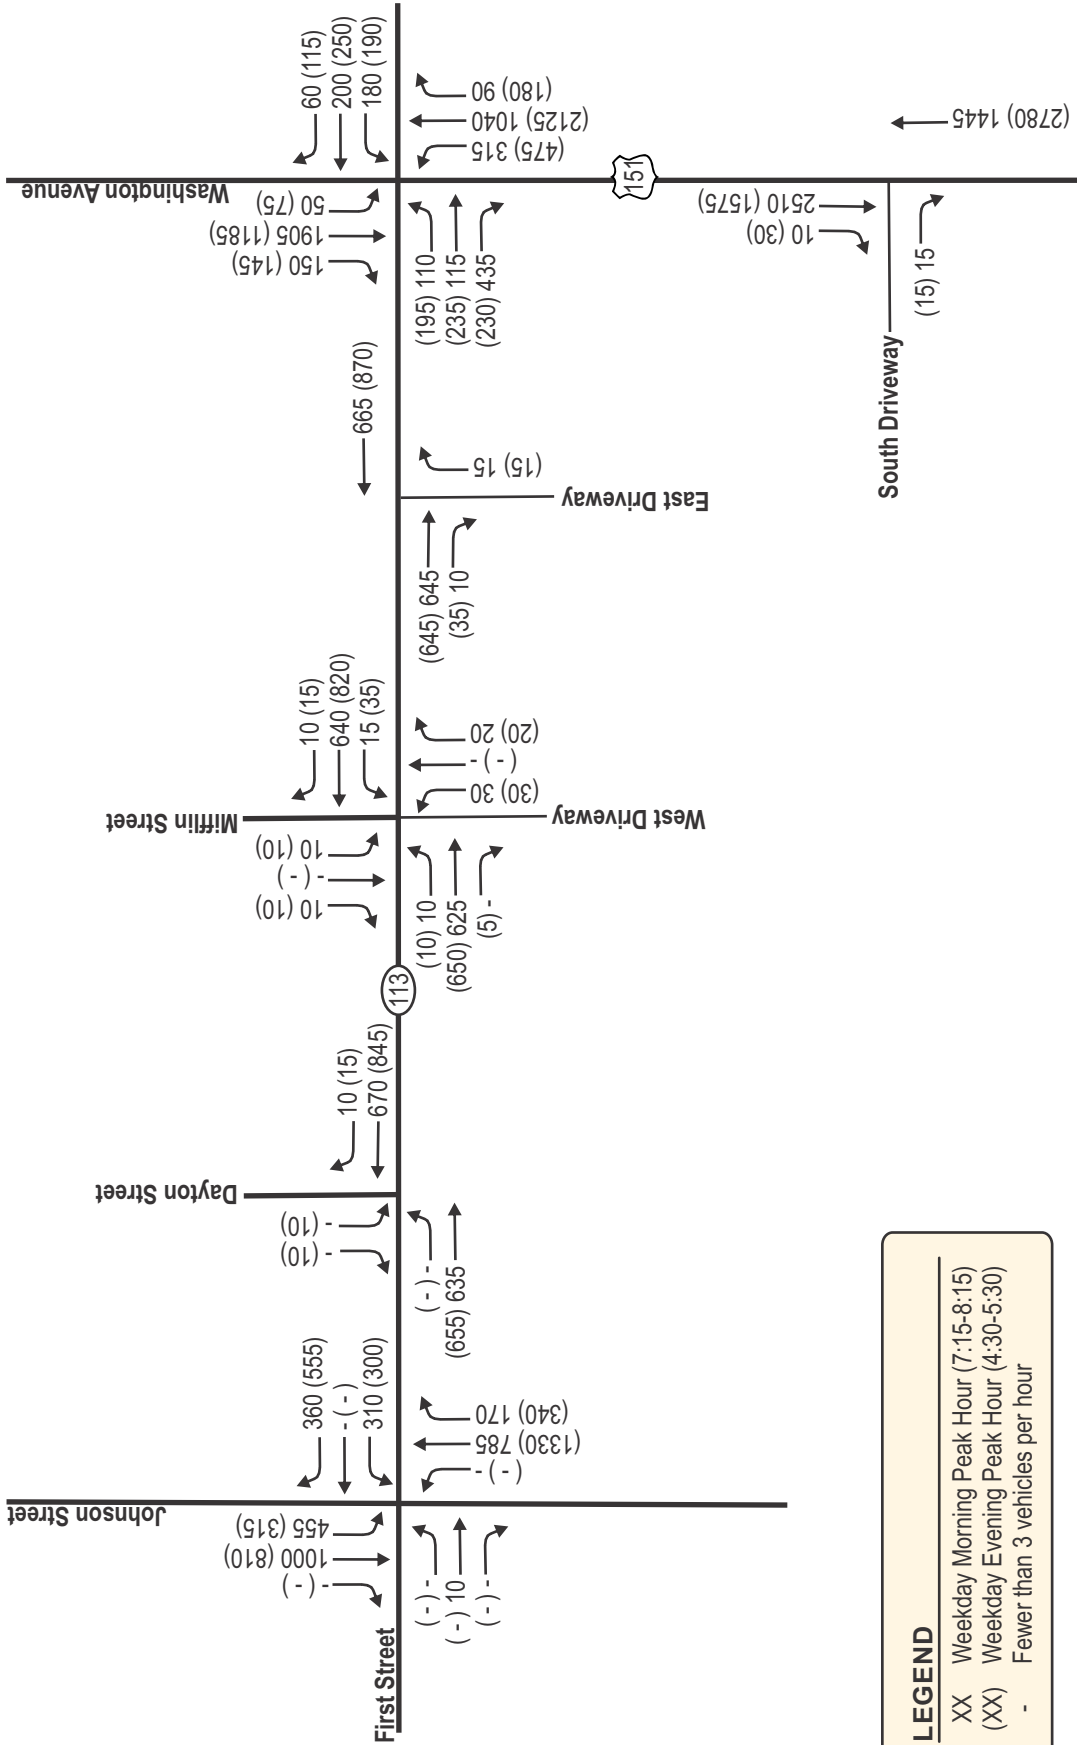 Washington Avenue
60 (115)
200 (250)
180 (190)
(180) 90
(2125) 1040
(475) 315
50 (75)
1905 (1185)
150 (145)
(195) 110
(235) 115
(230) 435
151
(2780) 1445
2510 (1575)
10 (30)
(15) 15
South Driveway
665 (870)
(15) 15
East Driveway
(645) 645
(35) 10
Mifflin Street
10 (15)
640 (820)
15 (35)
(20) 20
( - ) -
(30) 30
West Driveway
10 (10)
- ( - )
10 (10)
(10) 10
(650) 625
(5) -
113
Dayton Street
10 (15)
670 (845)
- (10)
- (10)
( - ) -
(655) 635
Johnson Street
360 (555)
- ( - )
310 (300)
(340) 170
(1330) 785
( - ) -
455 (315)
1000 (810)
- ( - )
( - ) -
( - ) 10
( - ) -
First Street
LEGEND
XX Weekday Morning Peak Hour (7:15-8:15)
(XX) Weekday Evening Peak Hour (4:30-5:30)
- Fewer than 3 vehicles per hour